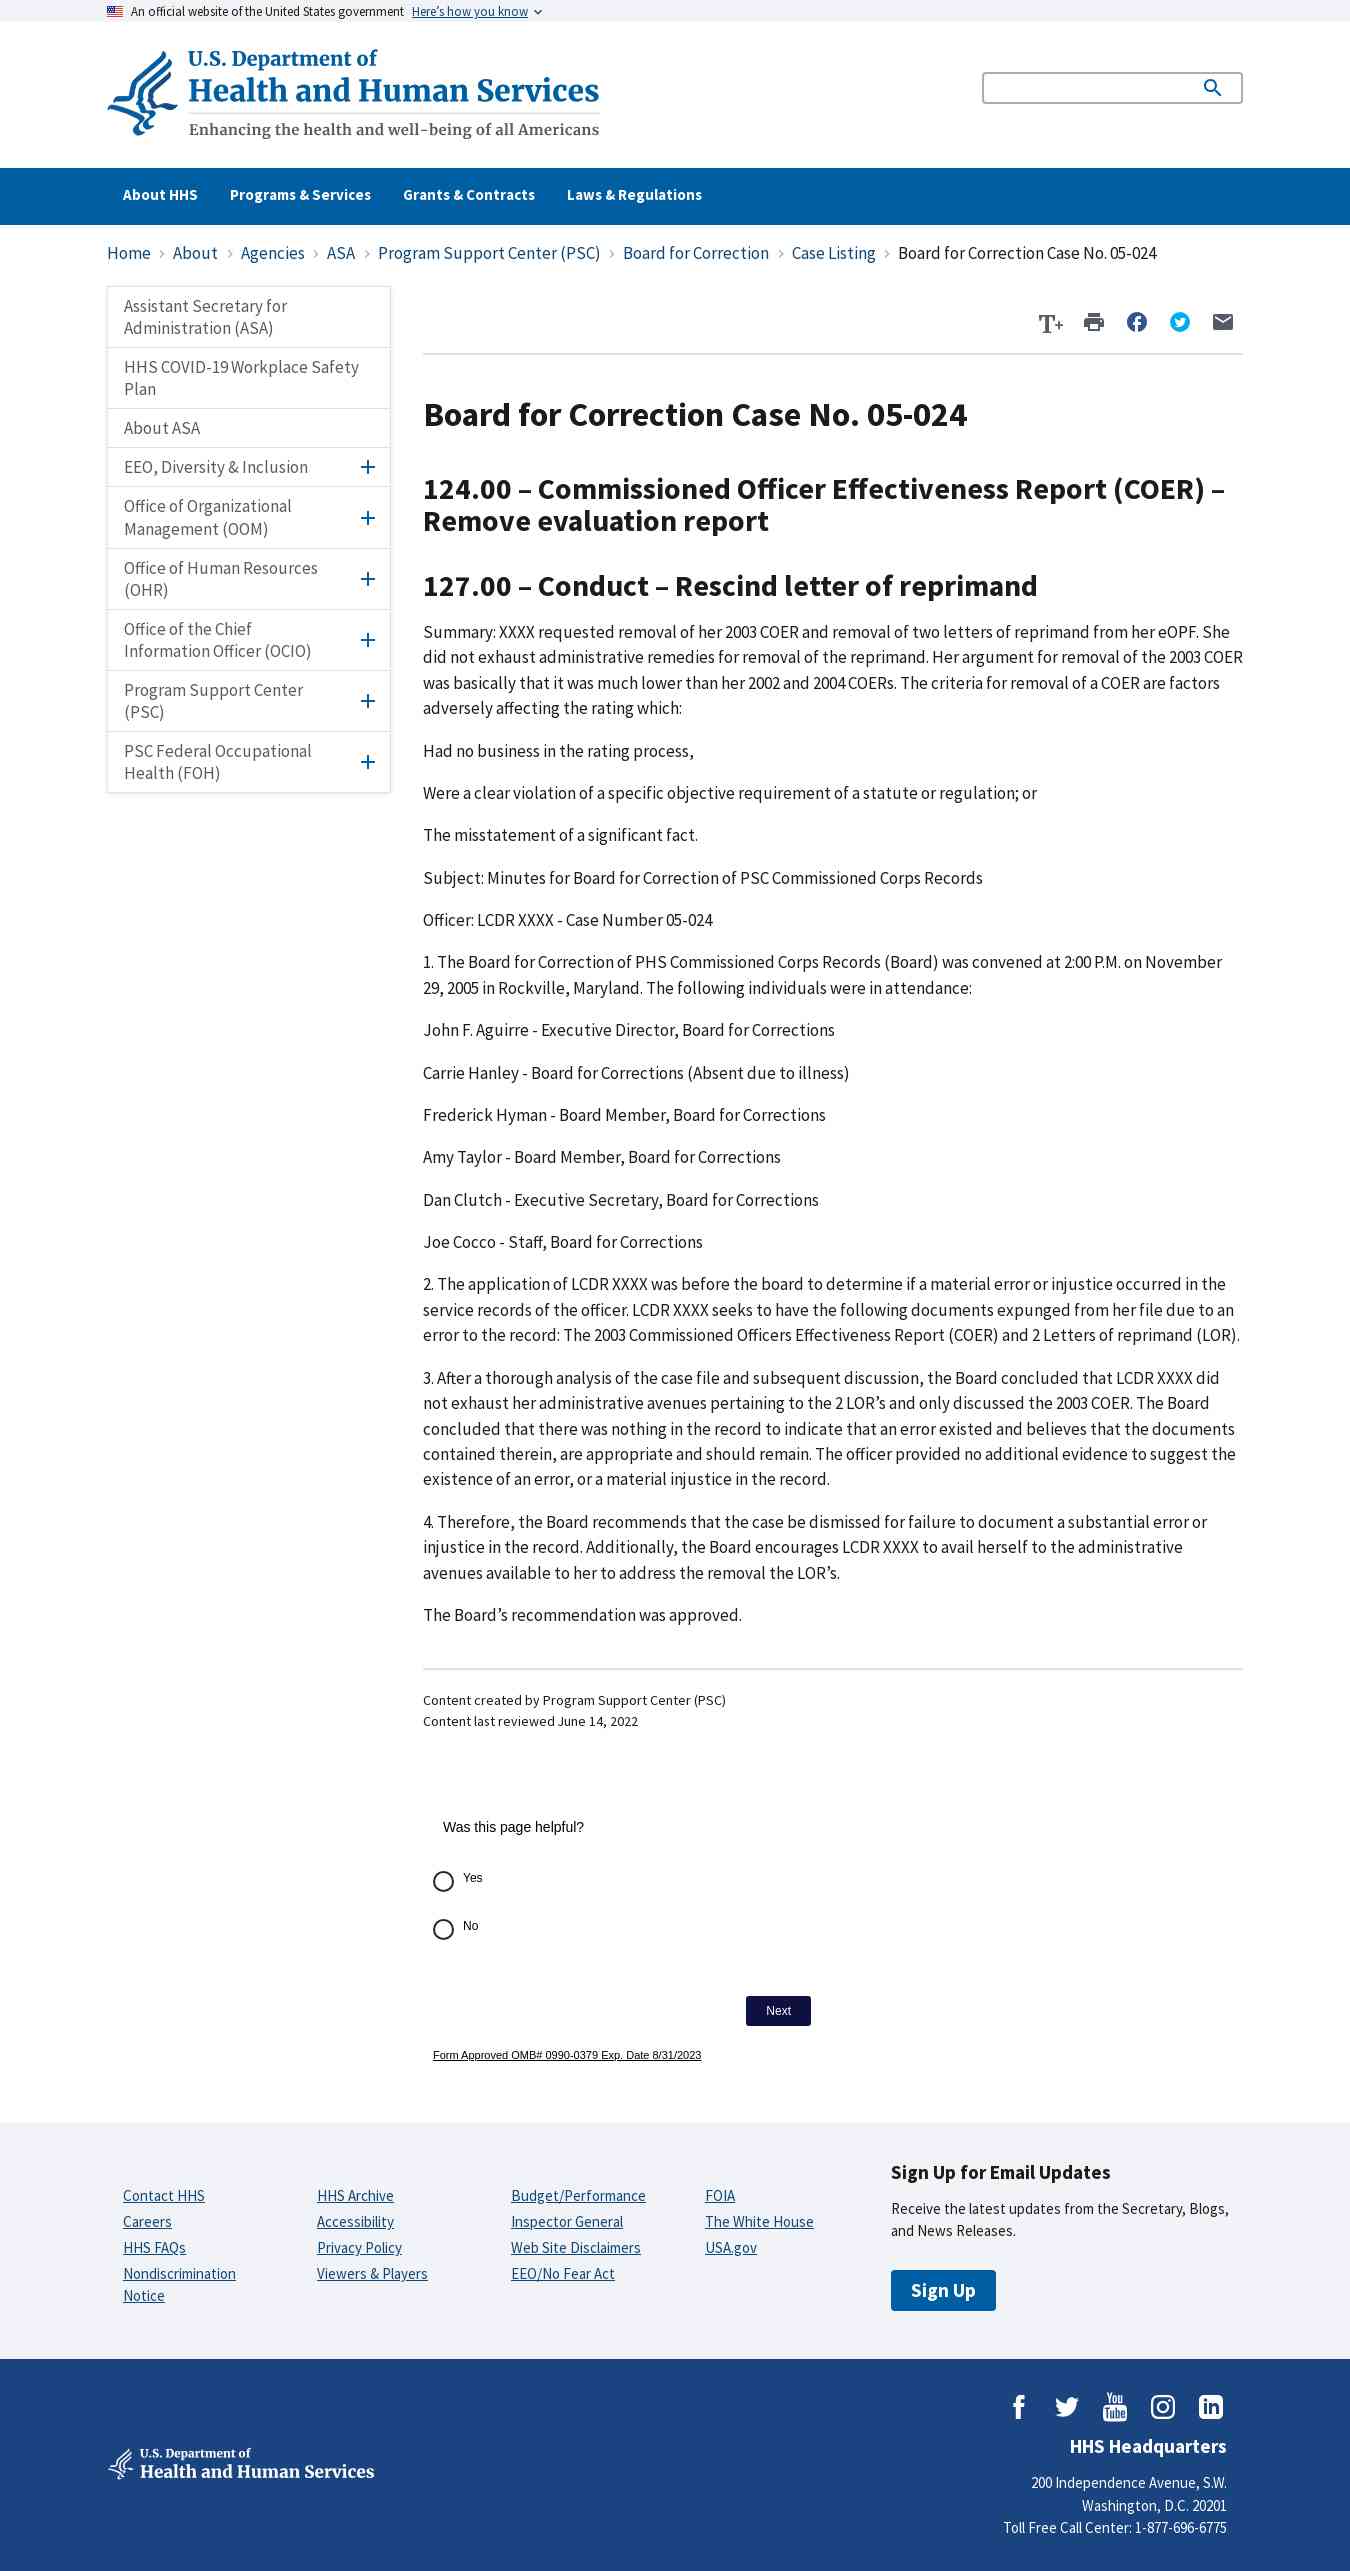 An official website of the United States government Here’s how you know
U.S. Department of
Health and Human Services
Enhancing the health and well-being of all Americans
About HHS Programs & Services Grants & Contracts Laws & Regulations
Home › About › Agencies › ASA › Program Support Center (PSC) › Board for Correction › Case Listing › Board for Correction Case No. 05-024
Assistant Secretary for
Administration (ASA)
HHS COVID-19 Workplace Safety
Plan
About ASA
EEO, Diversity & Inclusion
Office of Organizational
Management (OOM)
Office of Human Resources
(OHR)
Office of the Chief
Information Officer (OCIO)
Program Support Center
(PSC)
PSC Federal Occupational
Health (FOH)
Board for Correction Case No. 05-024
124.00 – Commissioned Officer Effectiveness Report (COER) –
Remove evaluation report
127.00 – Conduct – Rescind letter of reprimand
Summary: XXXX requested removal of her 2003 COER and removal of two letters of reprimand from her eOPF. She
did not exhaust administrative remedies for removal of the reprimand. Her argument for removal of the 2003 COER
was basically that it was much lower than her 2002 and 2004 COERs. The criteria for removal of a COER are factors
adversely affecting the rating which:
Had no business in the rating process,
Were a clear violation of a specific objective requirement of a statute or regulation; or
The misstatement of a significant fact.
Subject: Minutes for Board for Correction of PSC Commissioned Corps Records
Officer: LCDR XXXX - Case Number 05-024
1. The Board for Correction of PHS Commissioned Corps Records (Board) was convened at 2:00 P.M. on November
29, 2005 in Rockville, Maryland. The following individuals were in attendance:
John F. Aguirre - Executive Director, Board for Corrections
Carrie Hanley - Board for Corrections (Absent due to illness)
Frederick Hyman - Board Member, Board for Corrections
Amy Taylor - Board Member, Board for Corrections
Dan Clutch - Executive Secretary, Board for Corrections
Joe Cocco - Staff, Board for Corrections
2. The application of LCDR XXXX was before the board to determine if a material error or injustice occurred in the
service records of the officer. LCDR XXXX seeks to have the following documents expunged from her file due to an
error to the record: The 2003 Commissioned Officers Effectiveness Report (COER) and 2 Letters of reprimand (LOR).
3. After a thorough analysis of the case file and subsequent discussion, the Board concluded that LCDR XXXX did
not exhaust her administrative avenues pertaining to the 2 LOR’s and only discussed the 2003 COER. The Board
concluded that there was nothing in the record to indicate that an error existed and believes that the documents
contained therein, are appropriate and should remain. The officer provided no additional evidence to suggest the
existence of an error, or a material injustice in the record.
4. Therefore, the Board recommends that the case be dismissed for failure to document a substantial error or
injustice in the record. Additionally, the Board encourages LCDR XXXX to avail herself to the administrative
avenues available to her to address the removal the LOR’s.
The Board’s recommendation was approved.
Content created by Program Support Center (PSC)
Content last reviewed June 14, 2022
Was this page helpful?
Yes
No
Next
Form Approved OMB# 0990-0379 Exp. Date 8/31/2023
Contact HHS
Careers
HHS FAQs
Nondiscrimination
Notice
HHS Archive
Accessibility
Privacy Policy
Viewers & Players
Budget/Performance
Inspector General
Web Site Disclaimers
EEO/No Fear Act
FOIA
The White House
USA.gov
Sign Up for Email Updates
Receive the latest updates from the Secretary, Blogs,
and News Releases.
Sign Up
U.S. Department of
Health and Human Services
You
Tube
HHS Headquarters
200 Independence Avenue, S.W.
Washington, D.C. 20201
Toll Free Call Center: 1-877-696-6775